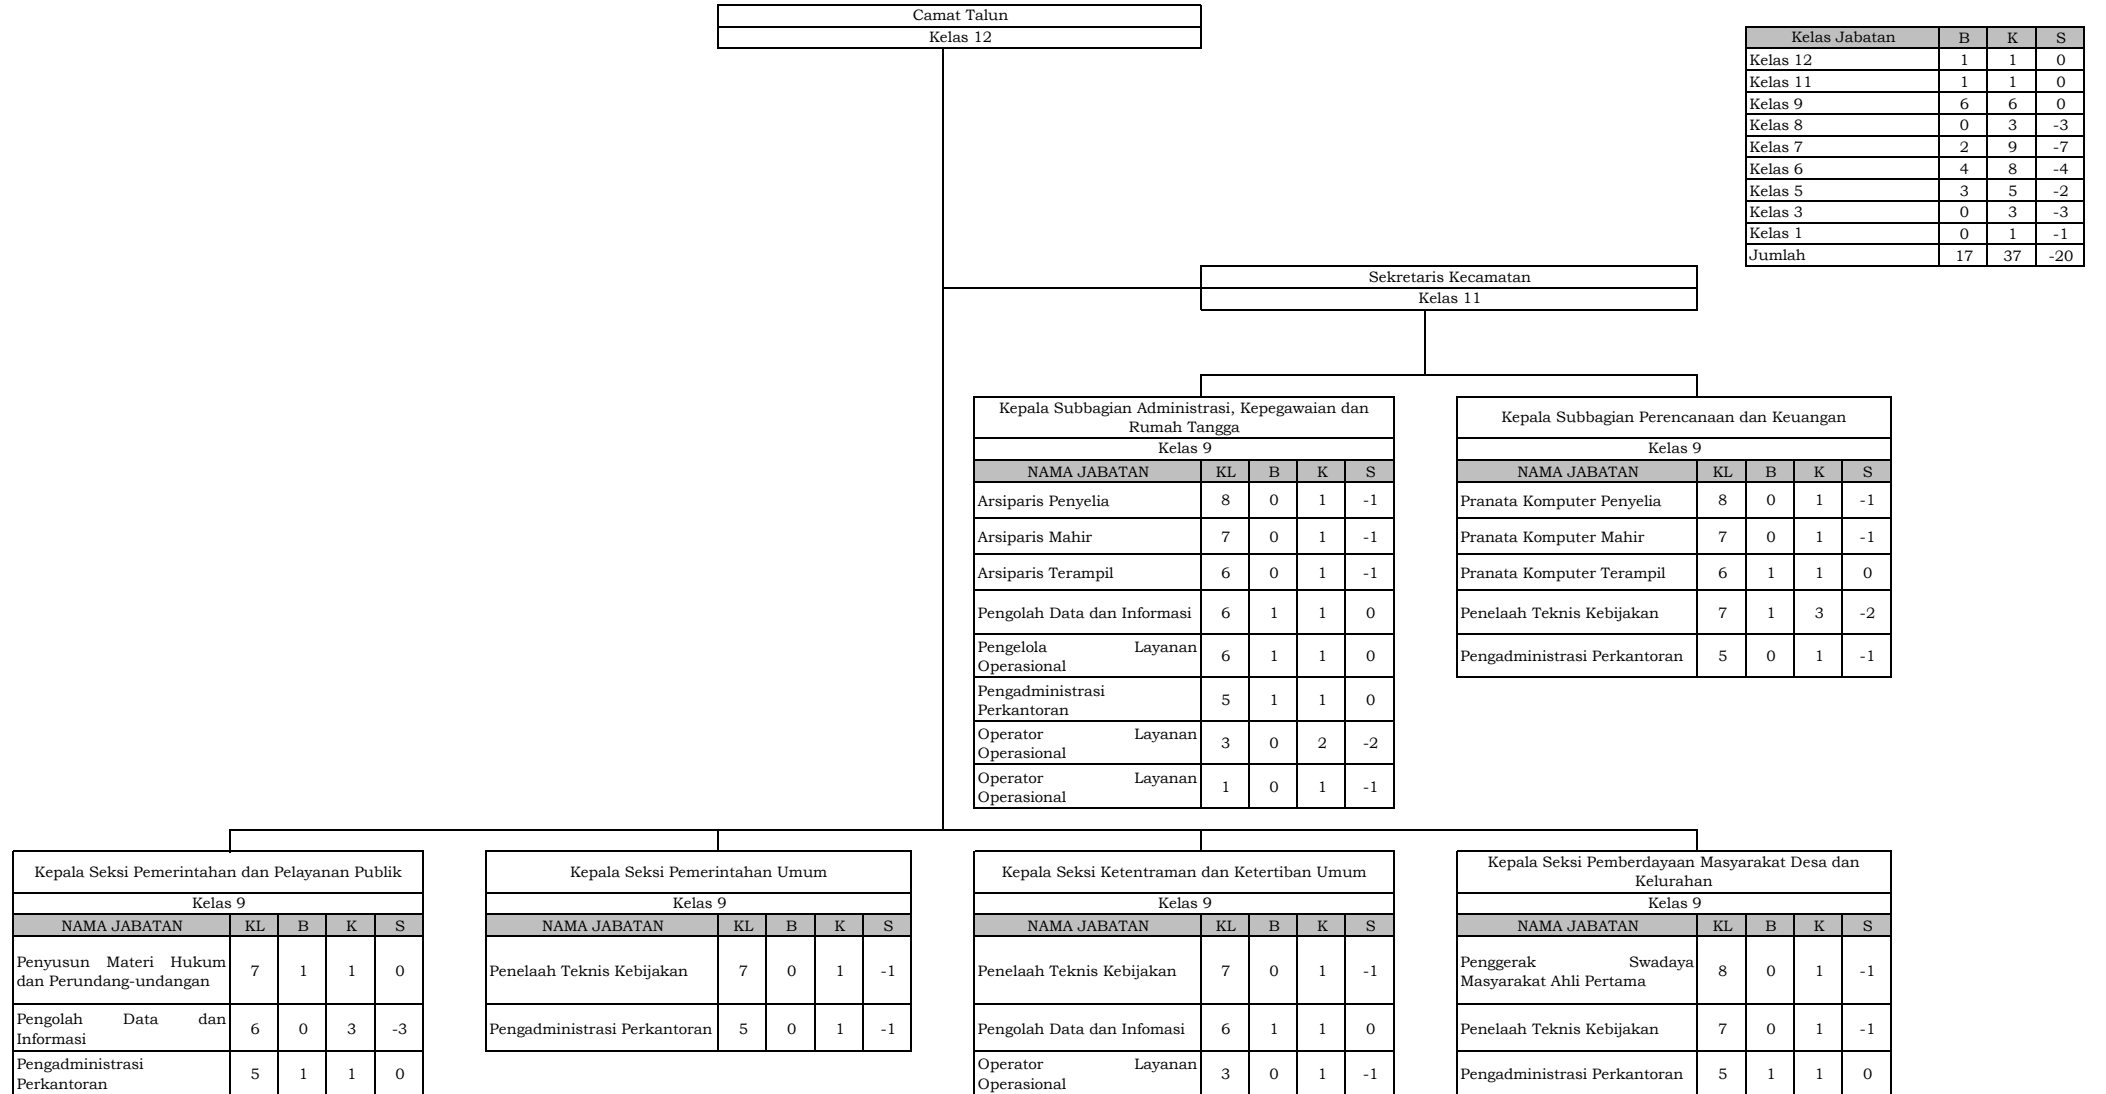 Camat Talun
Kelas 12
Kelas Jabatan B K S
Kelas 12 1 1 0
Kelas 11 1 1 0
Kelas 9 6 6 0
Kelas 8 0 3 -3
Kelas 7 2 9 -7
Kelas 6 4 8 -4
Kelas 5 3 5 -2
Kelas 3 0 3 -3
Kelas 1 0 1 -1
Jumlah 17 37 -20
Sekretaris Kecamatan
Kelas 11
Kepala Subbagian Administrasi, Kepegawaian dan
Rumah Tangga
Kelas 9
NAMA JABATAN KL B K S
Arsiparis Penyelia 8 0 1 -1
Arsiparis Mahir 7 0 1 -1
Arsiparis Terampil 6 0 1 -1
Pengolah Data dan Informasi 6 1 1 0
Pengelola Layanan
Operasional 6 1 1 0
Pengadministrasi
Perkantoran 5 1 1 0
Operator Layanan
Operasional 3 0 2 -2
Operator Layanan
Operasional 1 0 1 -1
Kepala Subbagian Perencanaan dan Keuangan
Kelas 9
NAMA JABATAN KL B K S
Pranata Komputer Penyelia 8 0 1 -1
Pranata Komputer Mahir 7 0 1 -1
Pranata Komputer Terampil 6 1 1 0
Penelaah Teknis Kebijakan 7 1 3 -2
Pengadministrasi Perkantoran 5 0 1 -1
Kepala Seksi Pemerintahan dan Pelayanan Publik
Kelas 9
NAMA JABATAN KL B K S
Penyusun Materi Hukum
dan Perundang-undangan 7 1 1 0
Pengolah Data dan
Informasi 6 0 3 -3
Pengadministrasi
Perkantoran 5 1 1 0
Kepala Seksi Pemerintahan Umum
Kelas 9
NAMA JABATAN KL B K S
Penelaah Teknis Kebijakan 7 0 1 -1
Pengadministrasi Perkantoran 5 0 1 -1
Kepala Seksi Ketentraman dan Ketertiban Umum
Kelas 9
NAMA JABATAN KL B K S
Penelaah Teknis Kebijakan 7 0 1 -1
Pengolah Data dan Infomasi 6 1 1 0
Operator Layanan
Operasional 3 0 1 -1
Kepala Seksi Pemberdayaan Masyarakat Desa dan
Kelurahan
Kelas 9
NAMA JABATAN KL B K S
Penggerak Swadaya
Masyarakat Ahli Pertama 8 0 1 -1
Penelaah Teknis Kebijakan 7 0 1 -1
Pengadministrasi Perkantoran 5 1 1 0